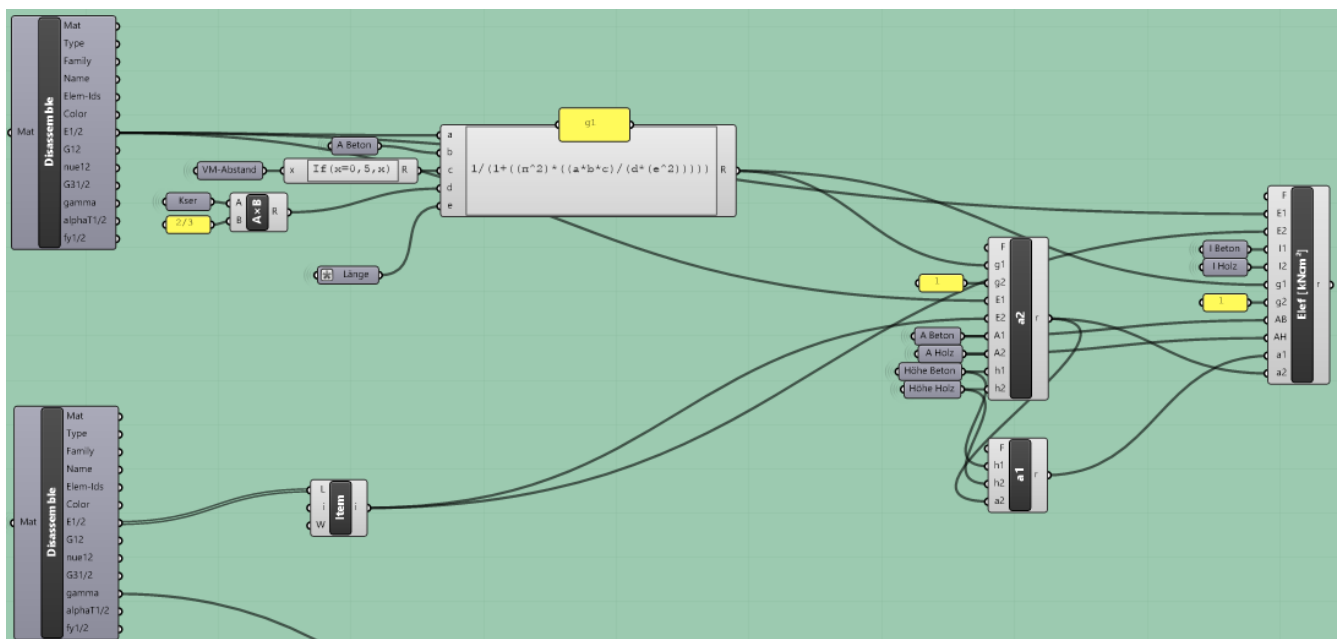 Mat
Type
Family
Name
Elem-Ids
Color
E1/2
G12
nue12
G31/2
gamma
alphaT1/2
fy1/2
Disassemble
Mat
A Beton
VM-Abstand
x
If(x=0,5,x)
R
Kser
2/3
A
B
A×B
R
Länge
g1
a
b
c
d
e
1/(1+((π^2)*((a*b*c)/(d*(e^2)))))
R
1
A Beton
A Holz
Höhe Beton
Höhe Holz
F
g1
g2
E1
E2
A1
A2
h1
h2
a2
r
F
h1
h2
a2
a1
r
I Beton
I Holz
1
F
E1
E2
I1
I2
g1
g2
AB
AH
a1
a2
EIef [kNcm²]
r
Mat
Type
Family
Name
Elem-Ids
Color
E1/2
G12
nue12
G31/2
gamma
alphaT1/2
fy1/2
Disassemble
Mat
L
i
W
Item
i